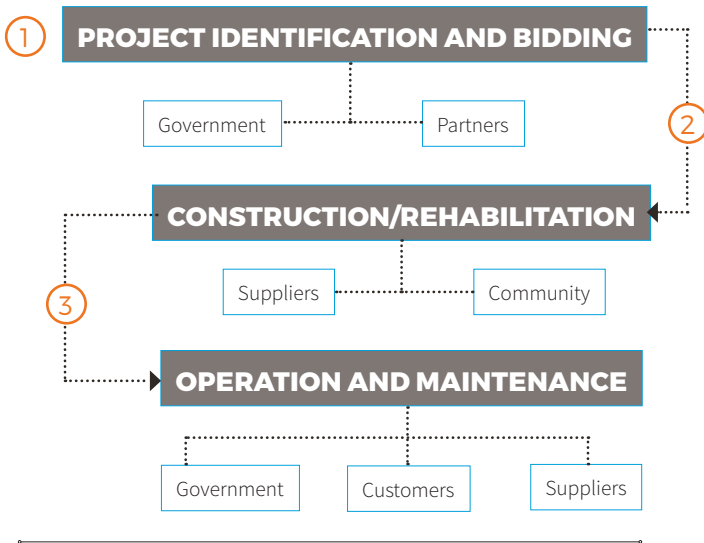 1
PROJECT IDENTIFICATION AND BIDDING
Government
Partners
2
CONSTRUCTION/REHABILITATION
Suppliers
Community
3
OPERATION AND MAINTENANCE
Government
Customers
Suppliers